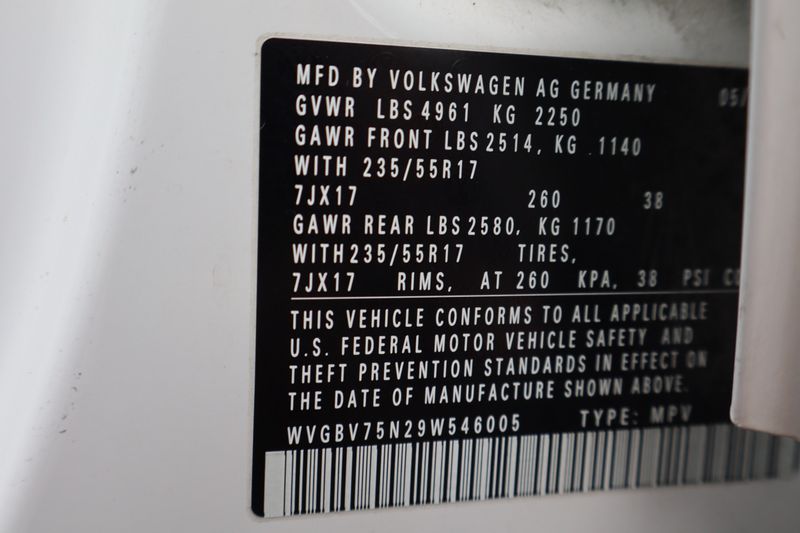 MFD BY VOLKSWAGEN AG GERMANY 05/
GVWR LBS 4961 KG 2250
GAWR FRONT LBS 2514, KG 1140
WITH 235/55R17
7JX17 260 38
GAWR REAR LBS 2580, KG 1170
WITH 235/55R17 TIRES,
7JX17 RIMS, AT 260 KPA, 38 PSI CO
THIS VEHICLE CONFORMS TO ALL APPLICABLE
U.S. FEDERAL MOTOR VEHICLE SAFETY AND
THEFT PREVENTION STANDARDS IN EFFECT ON
THE DATE OF MANUFACTURE SHOWN ABOVE.
WVGBV75N29W546005 TYPE: MPV